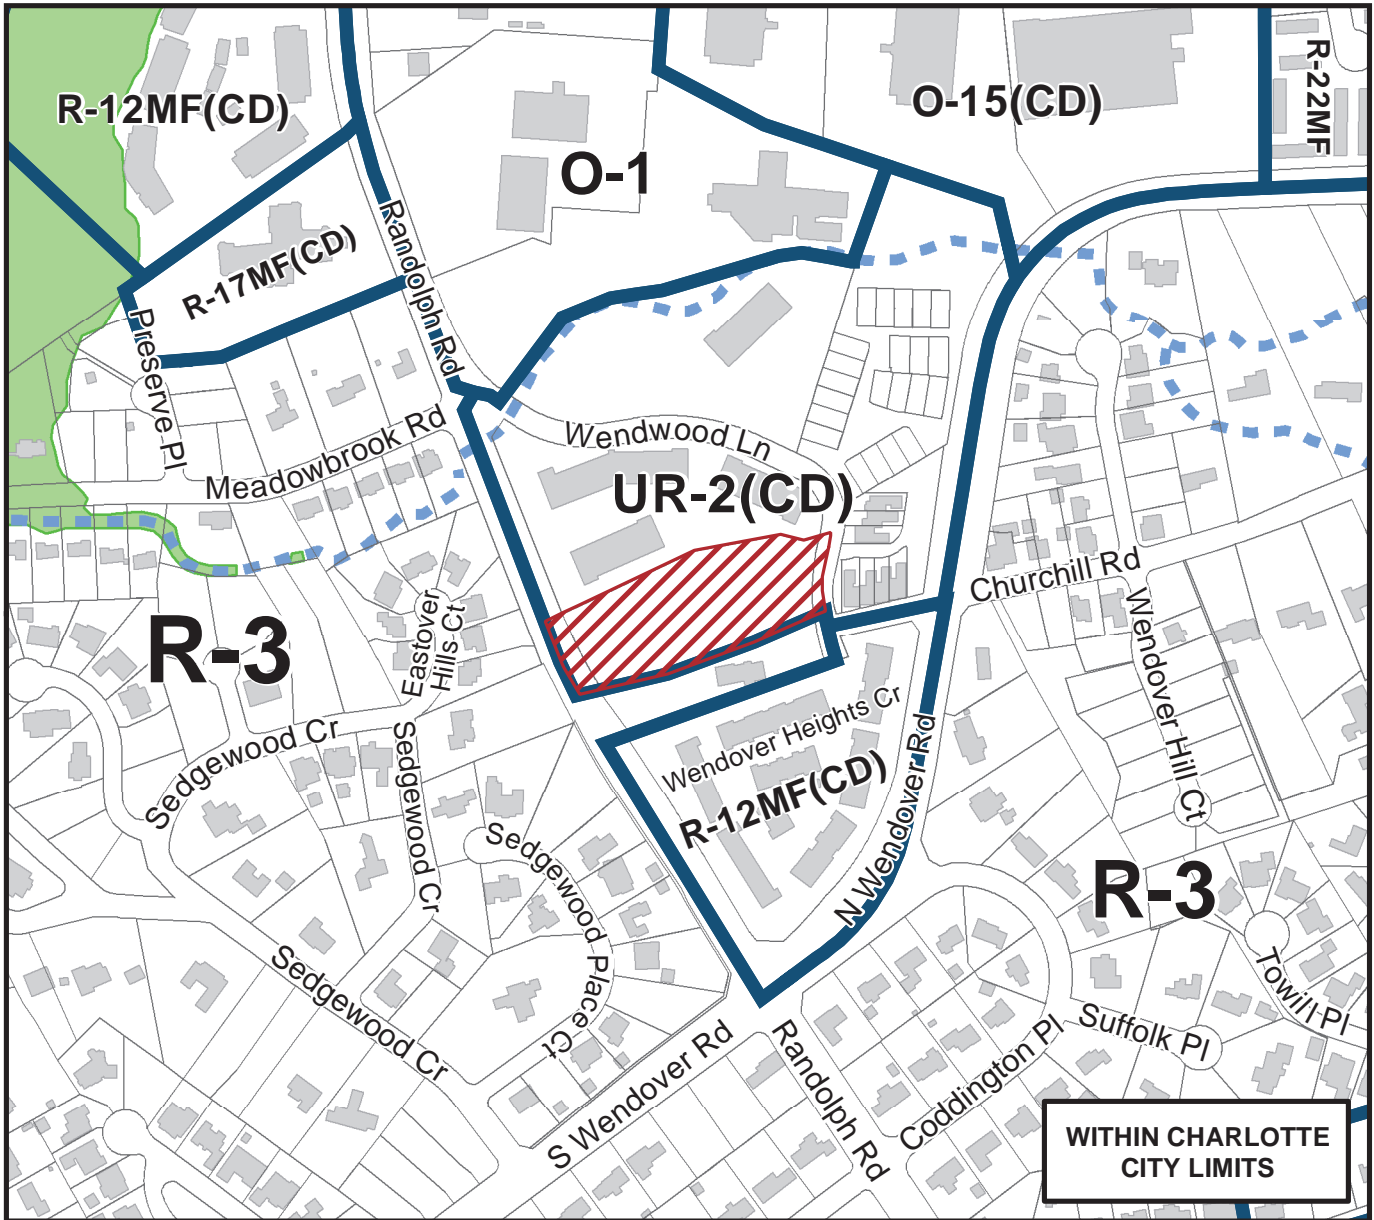 R-12MF(CD)
O-15(CD)
R-22MF
O-1
R-17MF(CD)
Randolph Rd
Preserve Pl
Meadowbrook Rd
Wendwood Ln
UR-2(CD)
Churchill Rd
Eastover
Hills Ct
R-3
Wendover Hill Ct
Sedgewood Cr
Sedgewood Cr
Wendover Heights Cr
R-12MF(CD)
N Wendover Rd
Sedgewood Place Ct
R-3
Sedgewood Cr
Towill Pl
Suffolk Pl
S Wendover Rd
Randolph Rd
Coddington Pl
WITHIN CHARLOTTE
CITY LIMITS